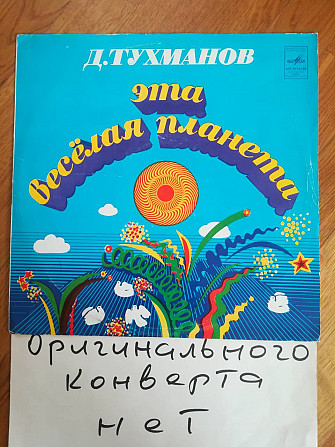 Д.ТУХМАНОВ
эта
весёлая планета
Оригинального
конверта
нет